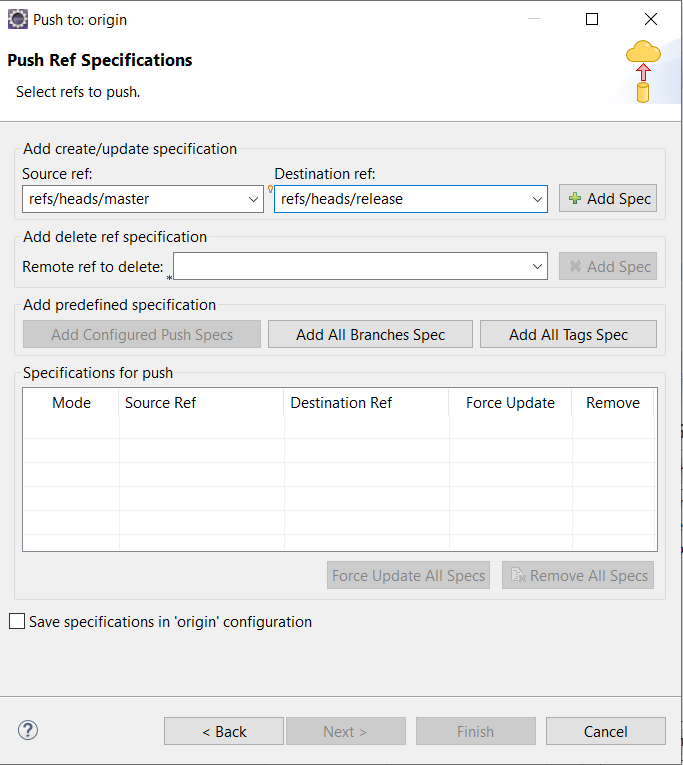 Push to: origin
Push Ref Specifications
Select refs to push.
Add create/update specification
Source ref: Destination ref:
refs/heads/master refs/heads/release Add Spec
Add delete ref specification
Remote ref to delete: * Add Spec
Add predefined specification
Add Configured Push Specs Add All Branches Spec Add All Tags Spec
Specifications for push
Mode Source Ref Destination Ref Force Update Remove
Force Update All Specs Remove All Specs
Save specifications in 'origin' configuration
? < Back Next > Finish Cancel